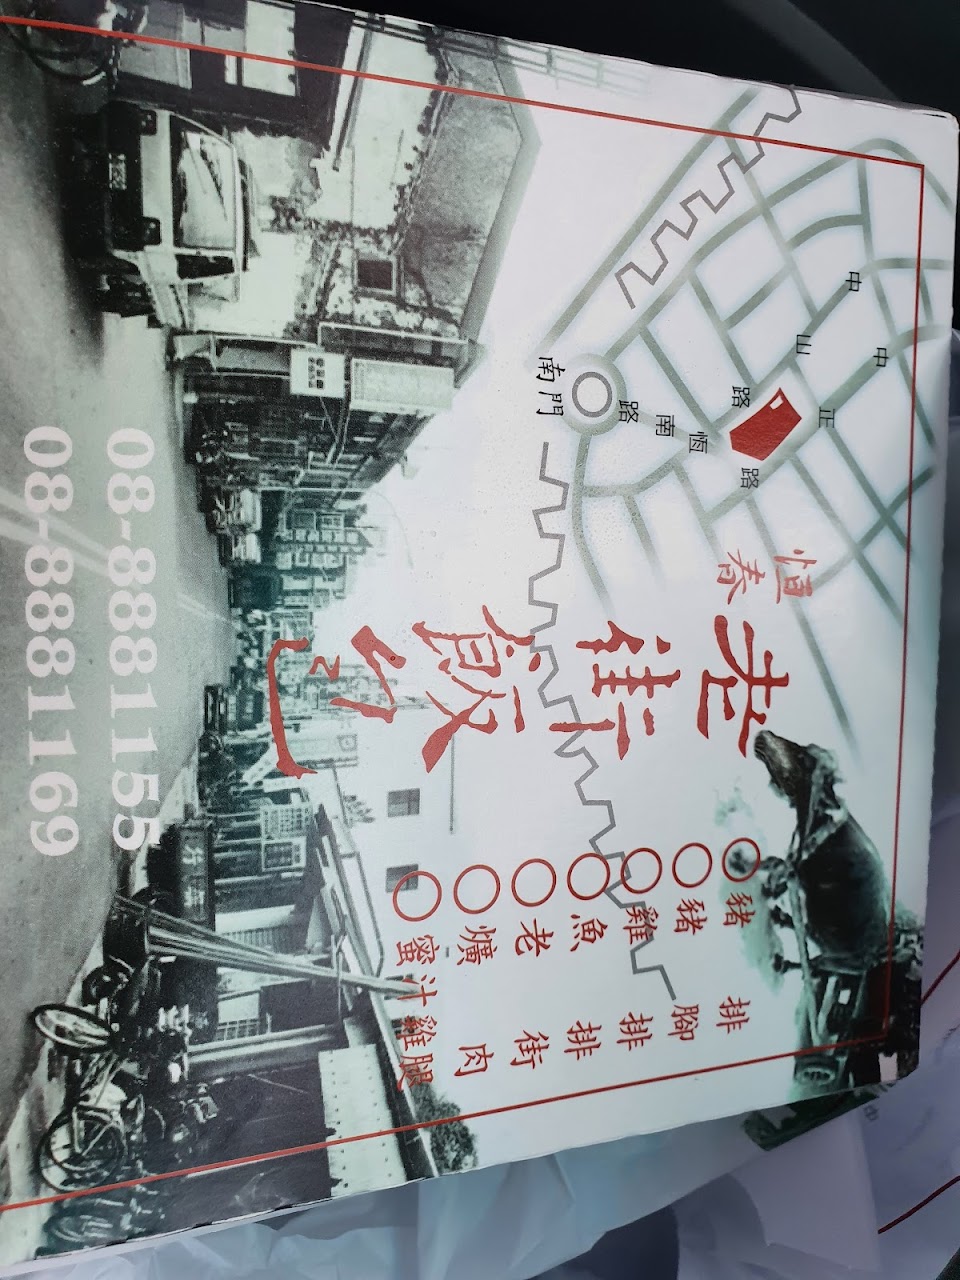 中正路
中山路
恆南路
南門
恒春
老街飯包
○豬排
○豬腳
○雞排
○魚排
○老街
○爌肉
○蜜汁雞腿
08-8881155
08-8881169